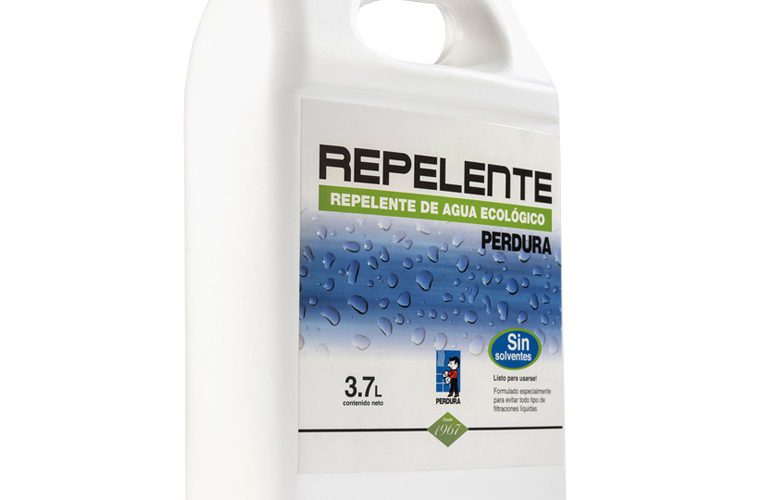 REPELENTE
REPELENTE DE AGUA ECOLÓGICO
PERDURA
Sin
solventes
Listo para usarse!
Formulado especialmente
para evitar todo tipo de
filtraciones líquidas
3.7L
contenido neto
PERDURA
desde
1967